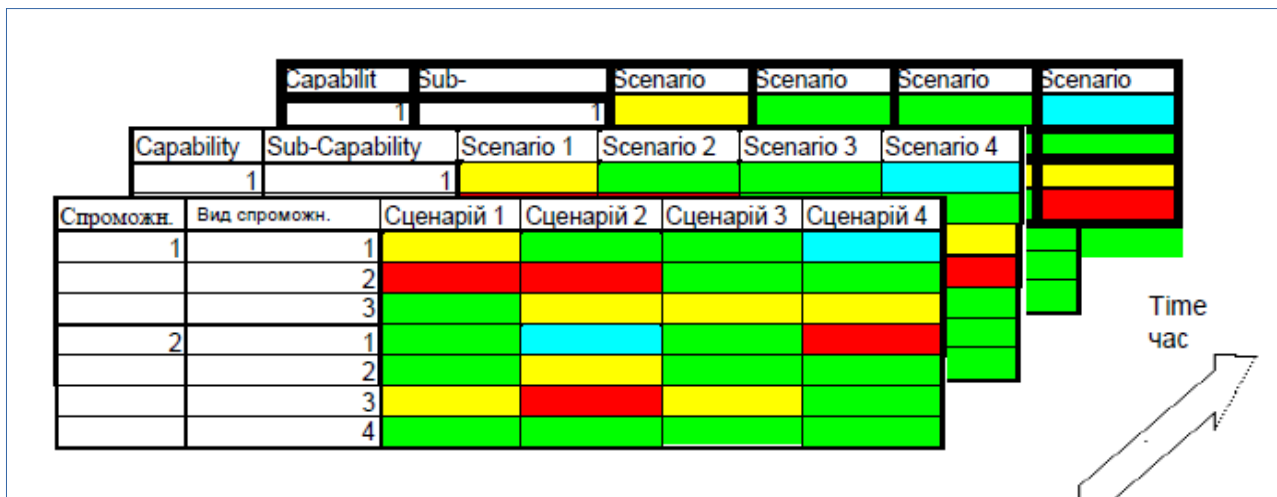 Capabilit Sub- Scenario Scenario Scenario Scenario
1 1
Capability Sub-Capability Scenario 1 Scenario 2 Scenario 3 Scenario 4
1 1
Спроможн. Вид спроможн. Сценарій 1 Сценарій 2 Сценарій 3 Сценарій 4
1 1
2
3
2 1
2
3
4
Time
час